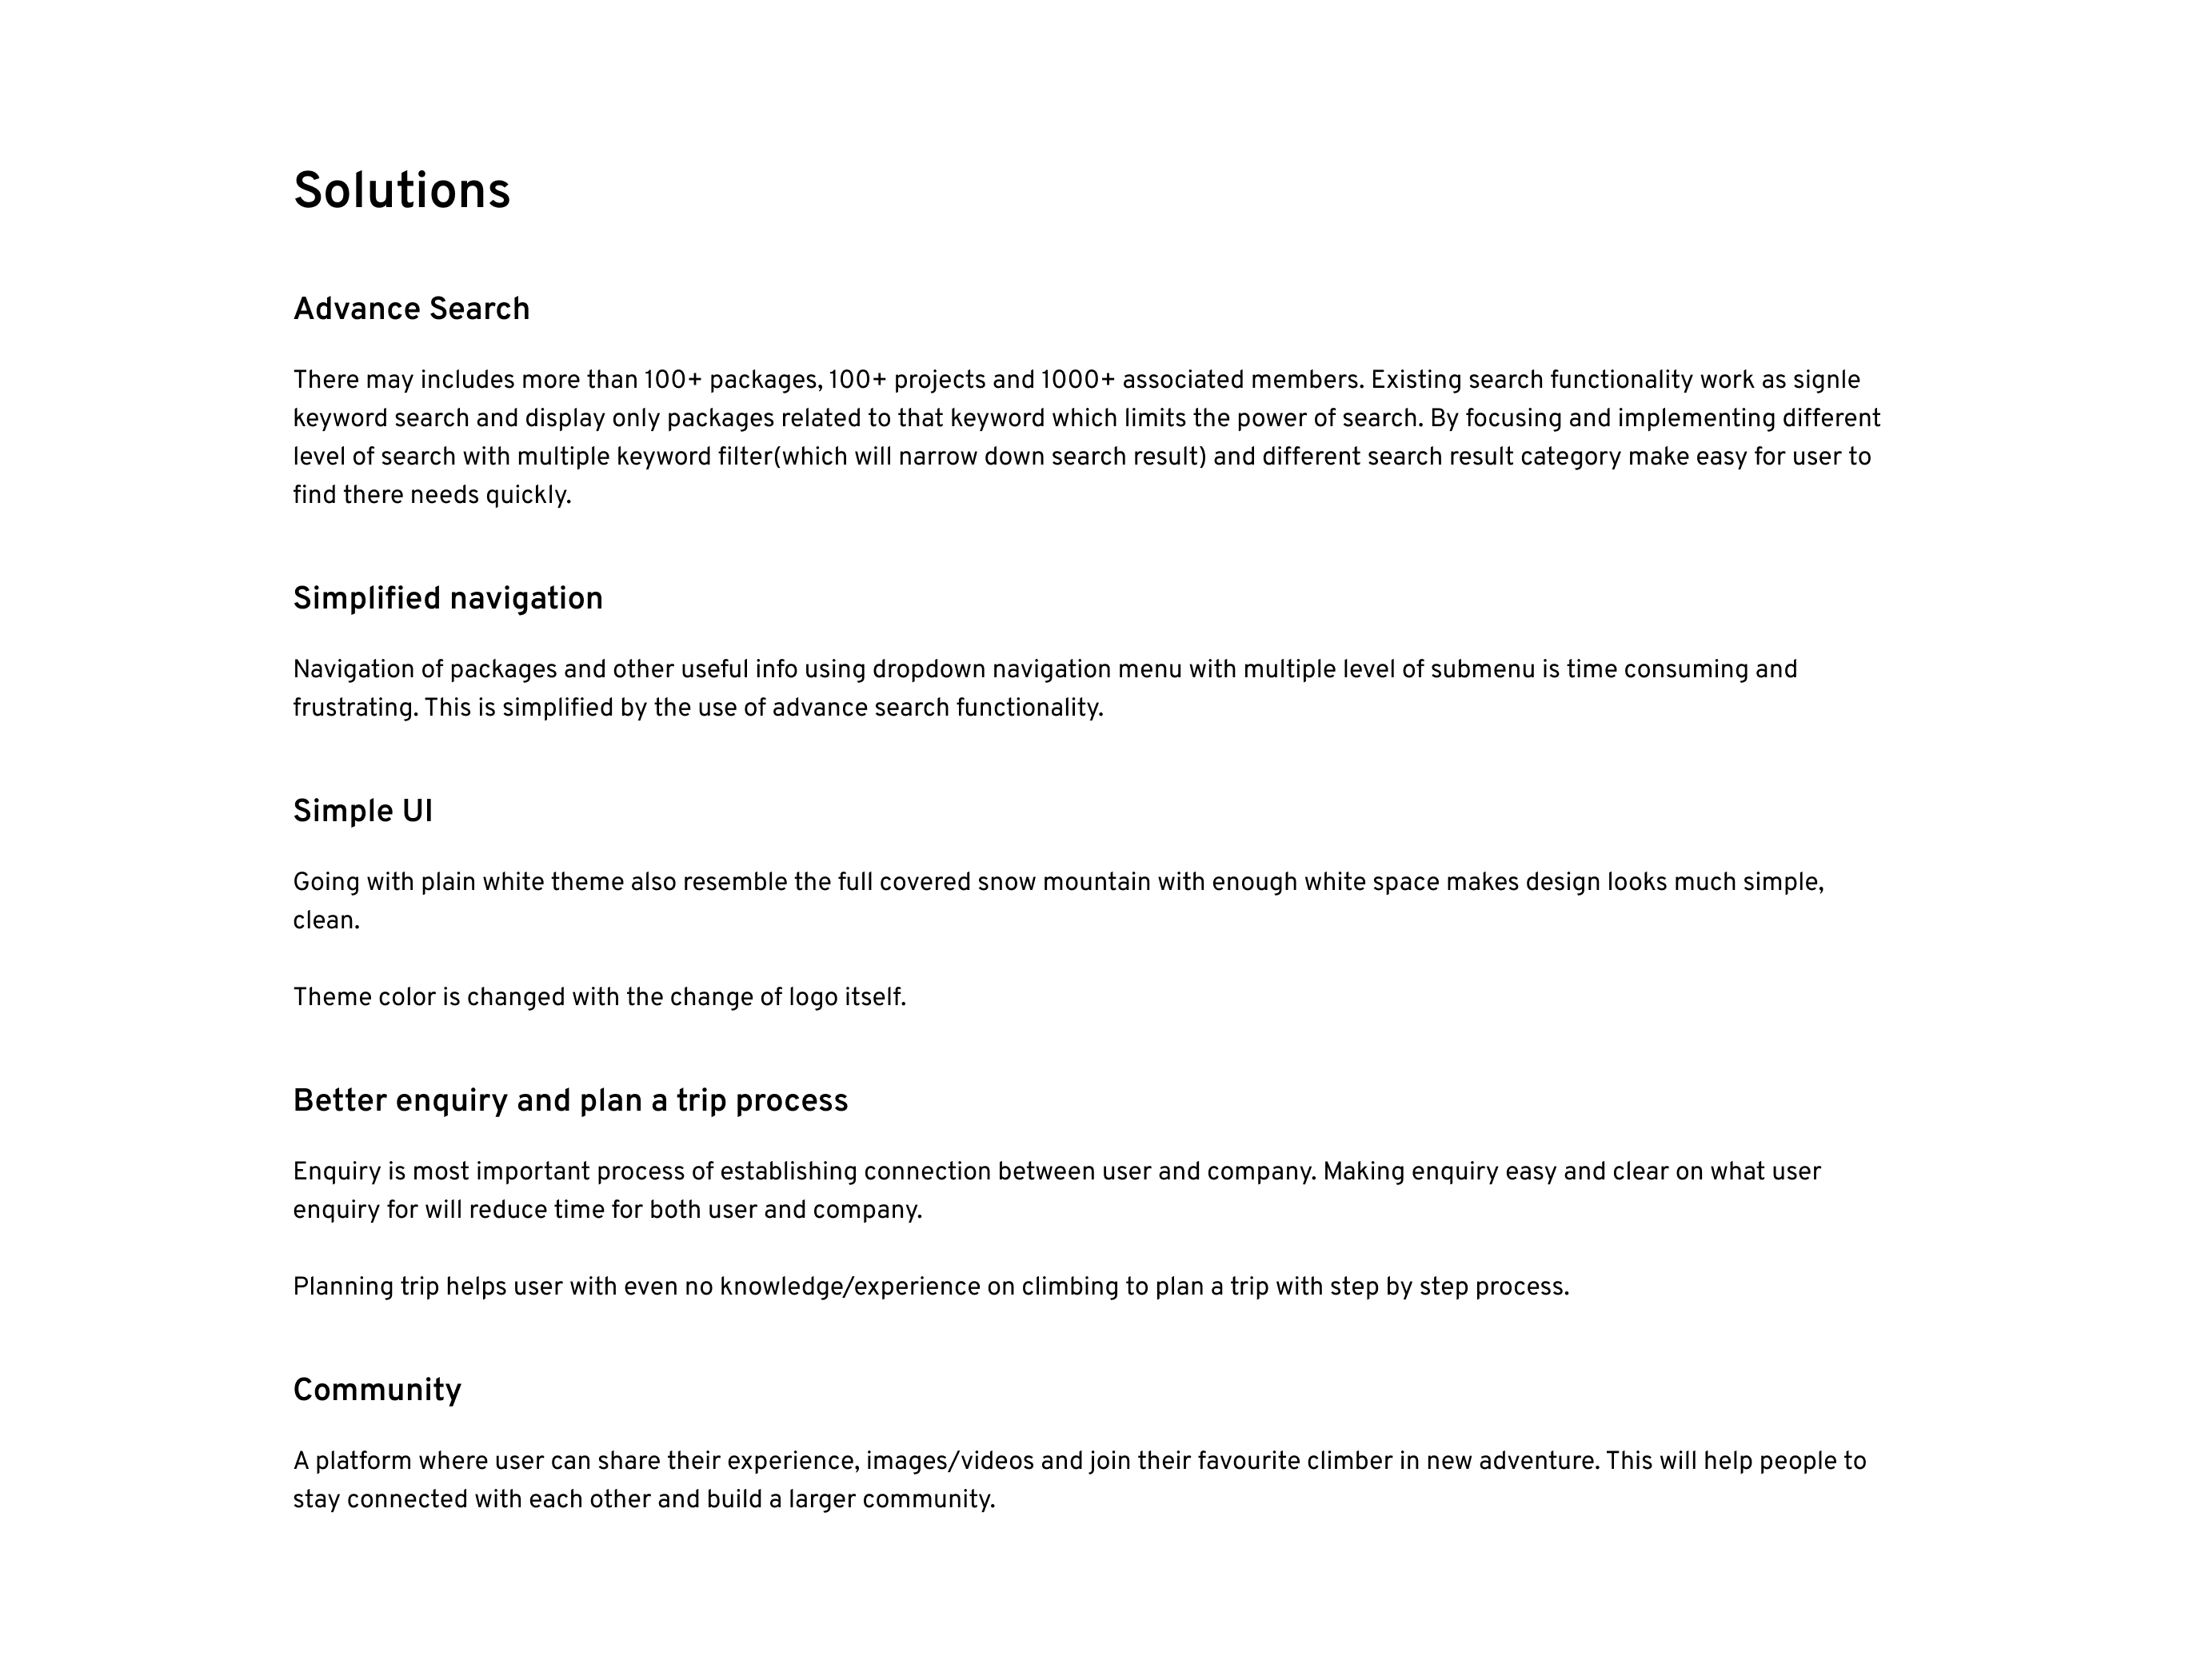 Solutions
Advance Search
There may includes more than 100+ packages, 100+ projects and 1000+ associated members. Existing search functionality work as signle
keyword search and display only packages related to that keyword which limits the power of search. By focusing and implementing different
level of search with multiple keyword filter(which will narrow down search result) and different search result category make easy for user to
find there needs quickly.
Simplified navigation
Navigation of packages and other useful info using dropdown navigation menu with multiple level of submenu is time consuming and
frustrating. This is simplified by the use of advance search functionality.
Simple UI
Going with plain white theme also resemble the full covered snow mountain with enough white space makes design looks much simple,
clean.
Theme color is changed with the change of logo itself.
Better enquiry and plan a trip process
Enquiry is most important process of establishing connection between user and company. Making enquiry easy and clear on what user
enquiry for will reduce time for both user and company.
Planning trip helps user with even no knowledge/experience on climbing to plan a trip with step by step process.
Community
A platform where user can share their experience, images/videos and join their favourite climber in new adventure. This will help people to
stay connected with each other and build a larger community.